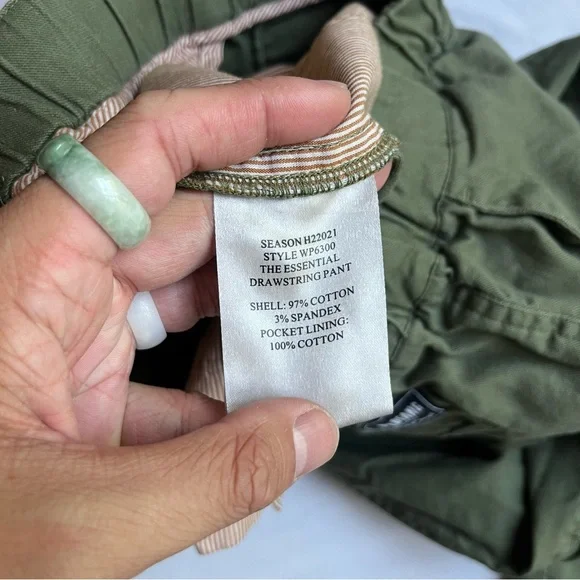 SEASON H22021
STYLE WP6300
THE ESSENTIAL
DRAWSTRING PANT
SHELL: 97% COTTON
3% SPANDEX
POCKET LINING:
100% COTTON